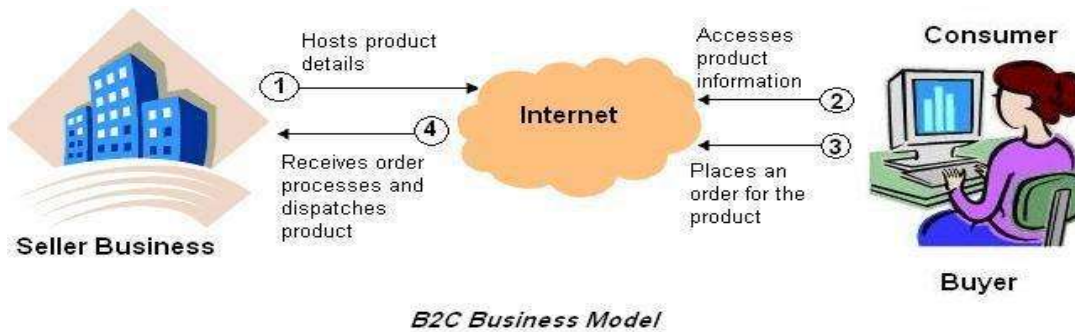 Hosts product
details
1
4
Receives order
processes and
dispatches
product
Seller Business
Internet
Accesses
product
information
2
3
Places an
order for the
product
Consumer
Buyer
B2C Business Model